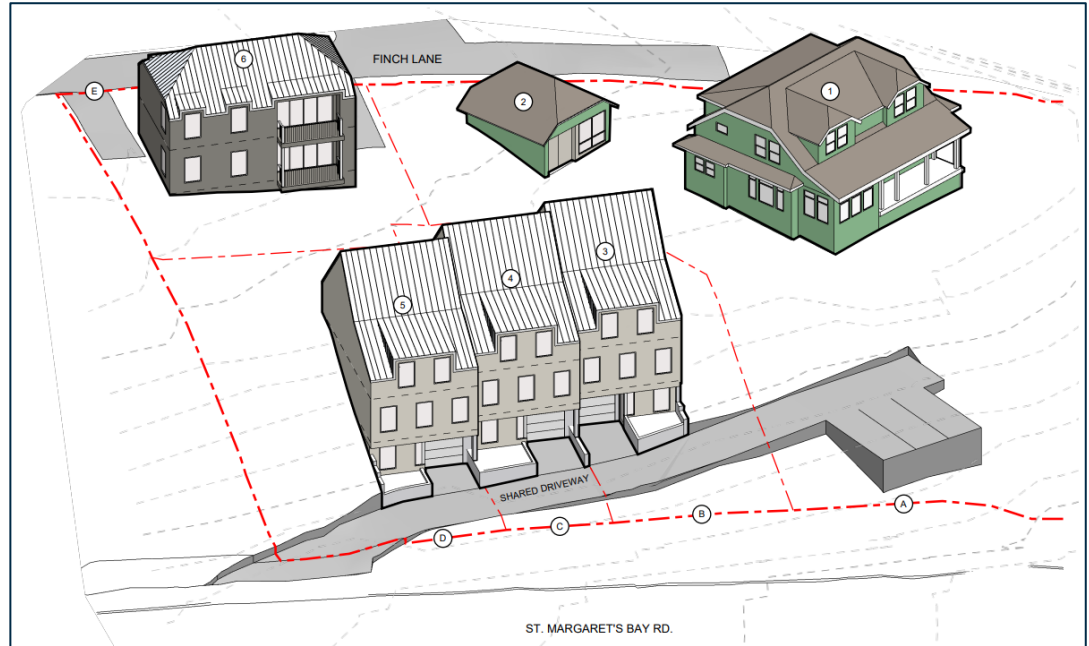 FINCH LANE
6
E
2
1
3
4
5
SHARED DRIVEWAY
A
B
C
D
ST. MARGARET'S BAY RD.